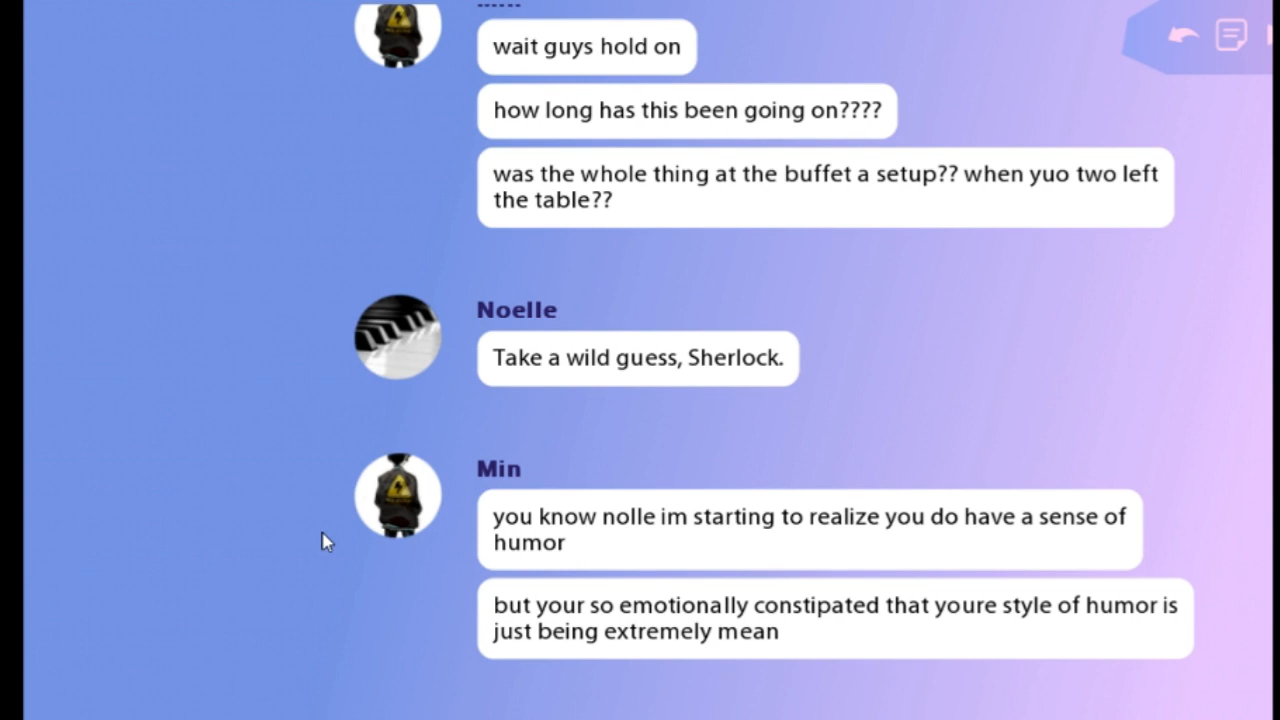 wait guys hold on
how long has this been going on????
was the whole thing at the buffet a setup?? when yuo two left
the table??
Noelle
Take a wild guess, Sherlock.
Min
you know nolle im starting to realize you do have a sense of
humor
but your so emotionally constipated that youre style of humor is
just being extremely mean